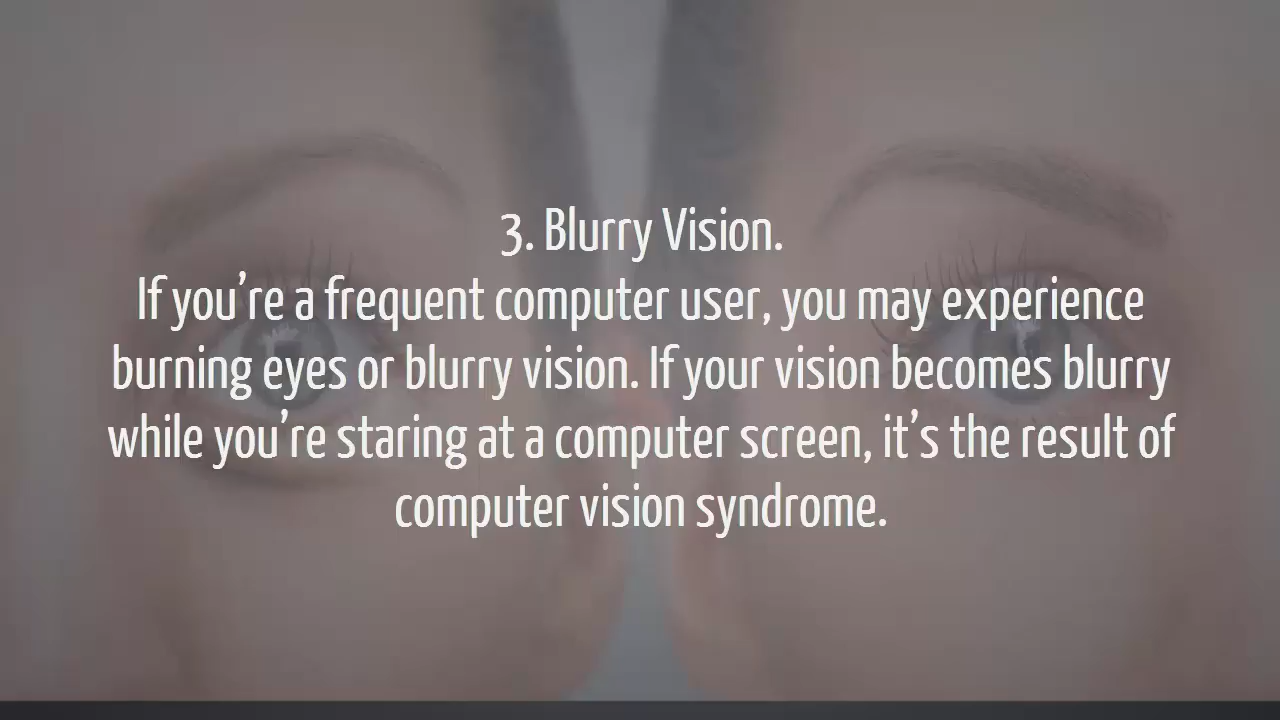 3. Blurry Vision.
If you’re a frequent computer user, you may experience
burning eyes or blurry vision. If your vision becomes blurry
while you’re staring at a computer screen, it’s the result of
computer vision syndrome.